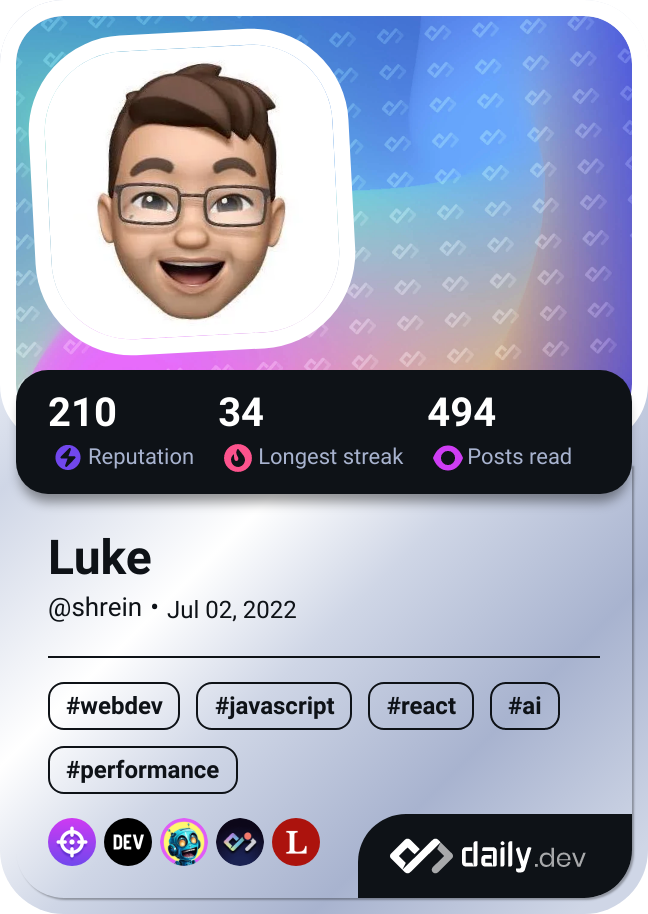 210 34 494
Reputation Longest streak Posts read
Luke
@shrein • Jul 02, 2022
#webdev #javascript #react #ai
#performance
DEV L
daily.dev